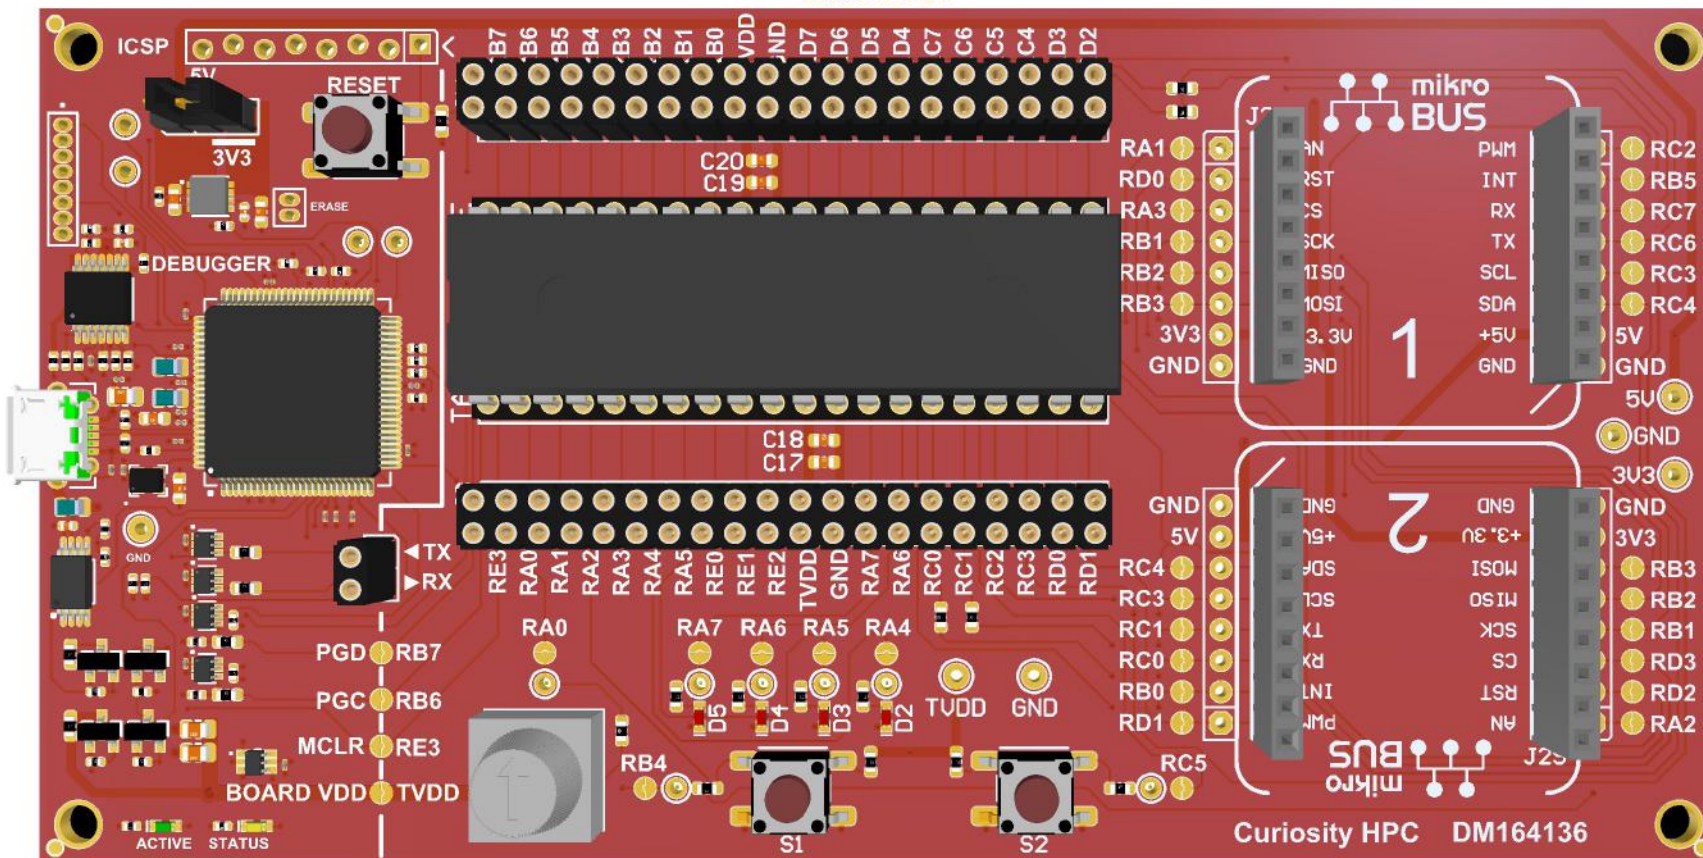 ICSP
5V
RESET
3V3
ERASE
DEBUGGER
B7 B6 B5 B4 B3 B2 B1 B0 VDD GND D7 D6 D5 D4 C7 C6 C5 C4 D3 D2
C20
C19
C18
C17
mikro
BUS
RA1 AN PWM RC2
RD0 RST INT RB5
RA3 CS RX RC7
RB1 SCK TX RC6
RB2 MISO SCL RC3
RB3 MOSI SDA RC4
3V3 3.3V 1 +5V 5V
GND GND GND GND
5V
GND
3V3
GND GND 2 GND GND
5V +5V +3.3V 3V3
RC4 SDA MOSI RB3
RC3 SCL MISO RB2
RC1 TX SCK RB1
RC0 RX CS RD3
RB0 INT RST RD2
RD1 PWM AN RA2
mikro
BUS
J2S
GND
TX
RX
RE3 RA0 RA1 RA2 RA3 RA4 RA5 RE0 RE1 RE2 TVDD GND RA7 RA6 RC0 RC1 RC2 RC3 RD0 RD1
RA0 RA7 RA6 RA5 RA4
D5 D4 D3 D2 TVDD GND
PGD RB7
PGC RB6
MCLR RE3
BOARD VDD TVDD
RB4 RC5
S1 S2
ACTIVE STATUS
Curiosity HPC DM164136